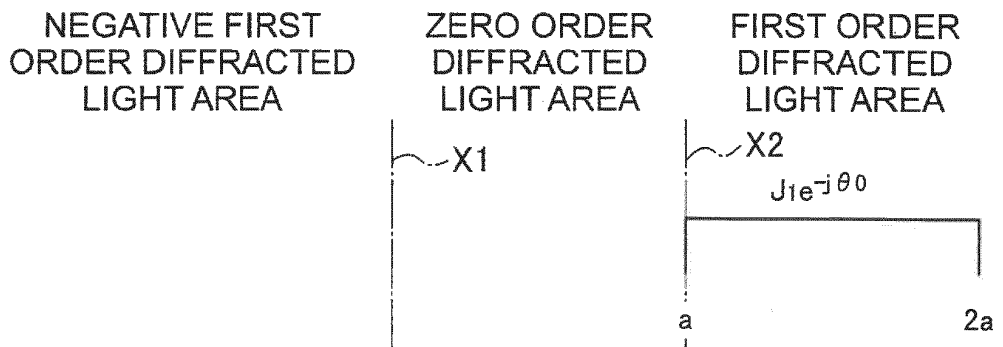 NEGATIVE FIRST
ORDER DIFFRACTED
LIGHT AREA
ZERO ORDER
DIFFRACTED
LIGHT AREA
FIRST ORDER
DIFFRACTED
LIGHT AREA
X1
X2
J₁e⁻ʲθ0
a
2a